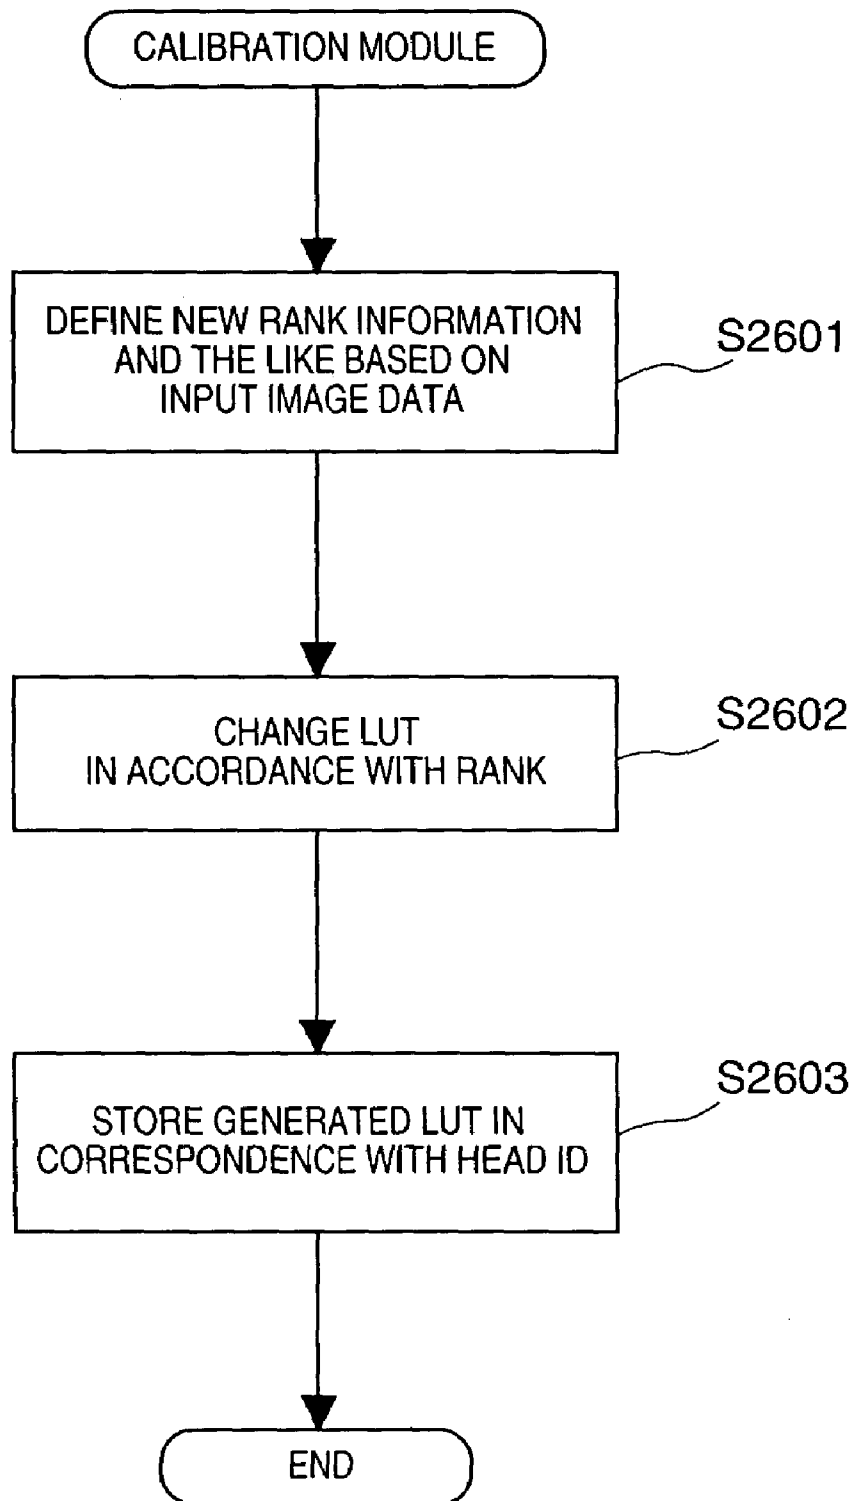 CALIBRATION MODULE
DEFINE NEW RANK INFORMATION
AND THE LIKE BASED ON
INPUT IMAGE DATA
S2601
CHANGE LUT
IN ACCORDANCE WITH RANK
S2602
STORE GENERATED LUT IN
CORRESPONDENCE WITH HEAD ID
S2603
END